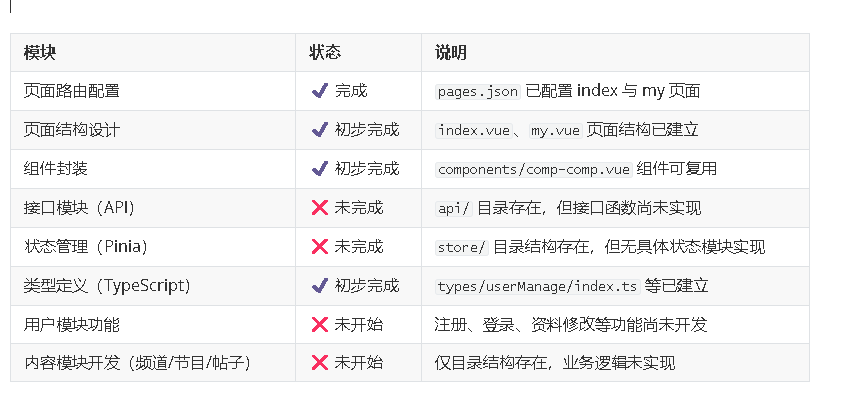 模块 状态 说明
页面路由配置 ✔ 完成 pages.json 已配置 index 与 my 页面
页面结构设计 ✔ 初步完成 index.vue、my.vue 页面结构已建立
组件封装 ✔ 初步完成 components/comp-comp.vue 组件可复用
接口模块（API） ❌ 未完成 api/ 目录存在，但接口函数尚未实现
状态管理（Pinia） ❌ 未完成 store/ 目录结构存在，但无具体状态模块实现
类型定义（TypeScript） ✔ 初步完成 types/userManage/index.ts 等已建立
用户模块功能 ❌ 未开始 注册、登录、资料修改等功能尚未开发
内容模块开发（频道/节目/帖子） ❌ 未开始 仅目录结构存在，业务逻辑未实现